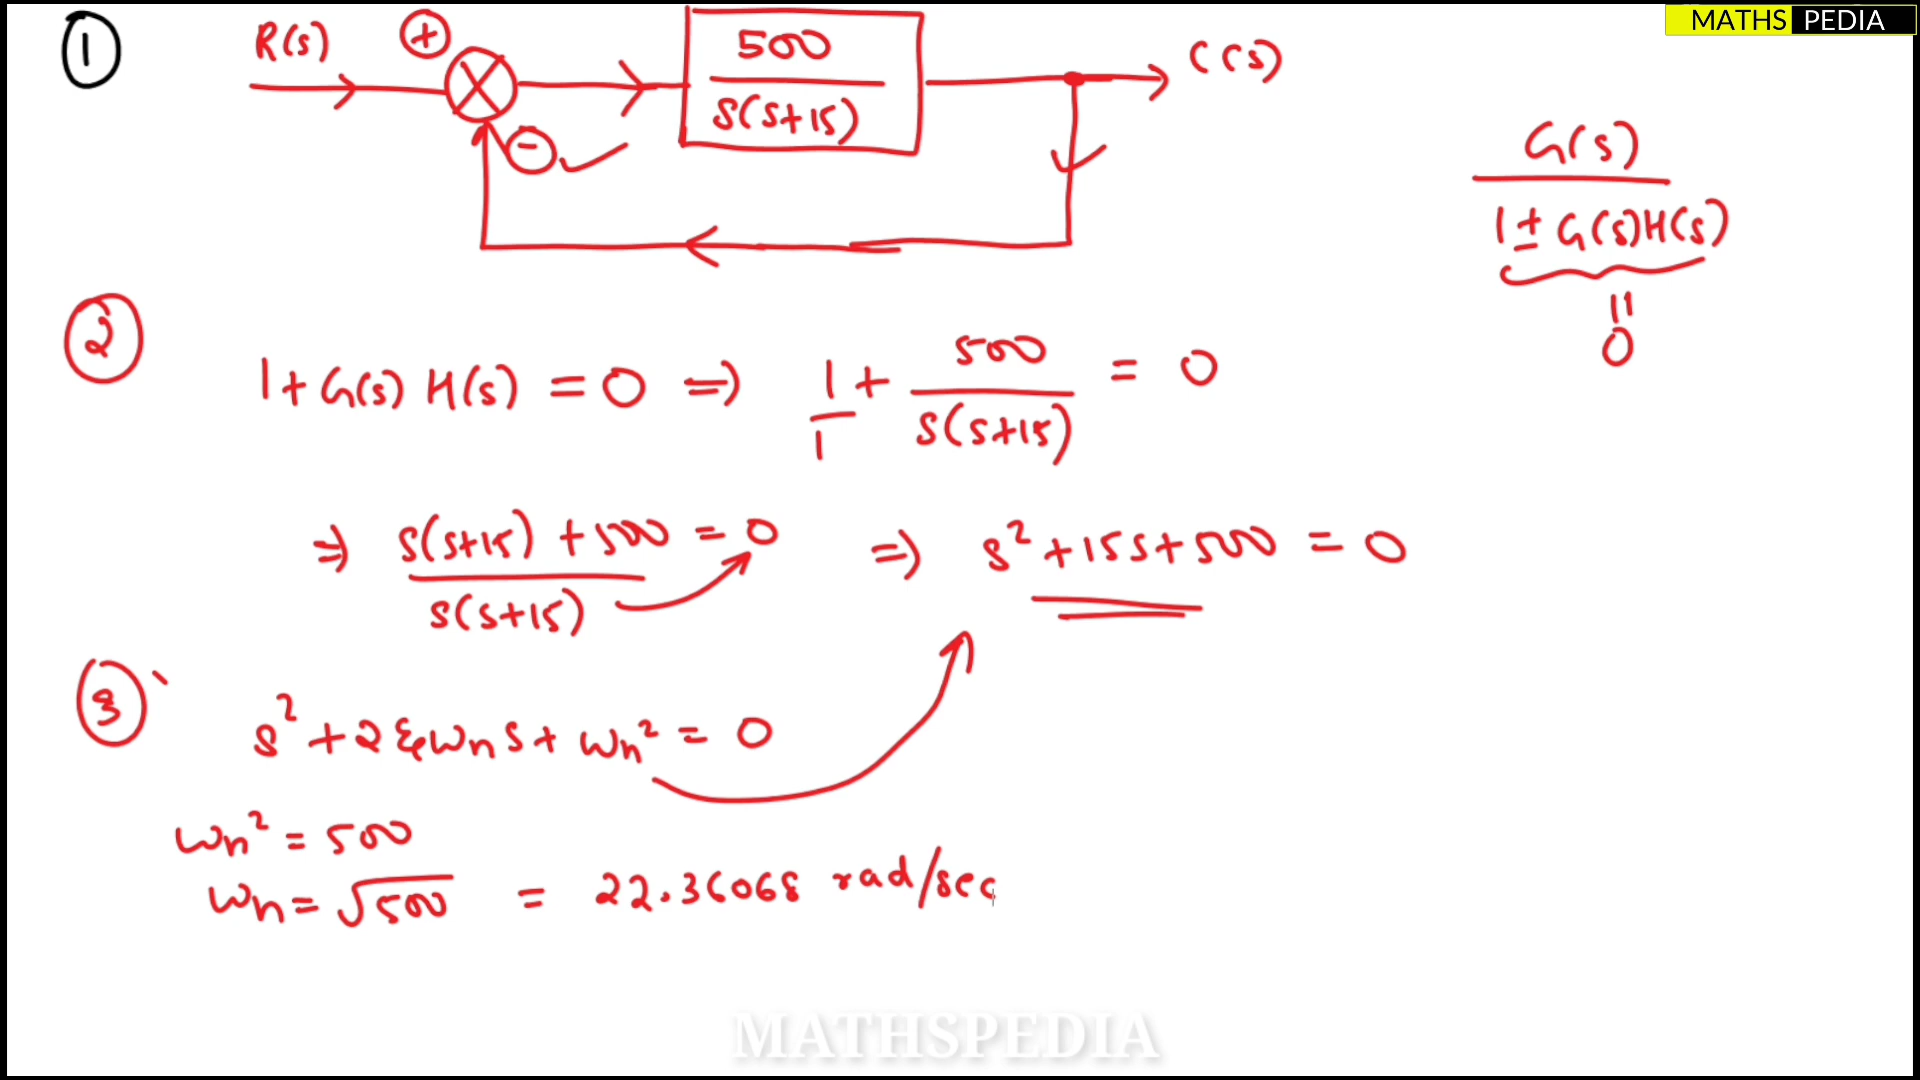 MATHS PEDIA
①
R(s) + 500/s(s+15) C(s)
-
G(s)/1±G(s)H(s)
=
0
②
1+G(s) H(s) = 0 ⇒ 1/1 + 500/s(s+15) = 0
⇒ s(s+15)+500/s(s+15) = 0 ⇒ s²+15s+500 = 0
③
s²+2ξωns+ωn² = 0
ωn² = 500
ωn = √500 = 22.36068 rad/sec
MATHSPEDIA